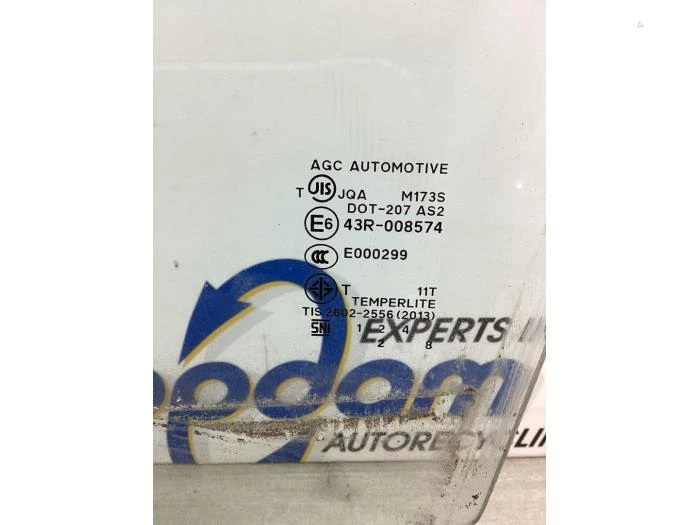 AGC AUTOMOTIVE
T JIS JQA M173S
DOT-207 AS2
E6 43R-008574
CCC E000299
T 11T
TEMPERLITE
TIS 2602-2556 (2013)
SNI 1 2 4
2 8
EXPERTS
AUTORECYCLIN